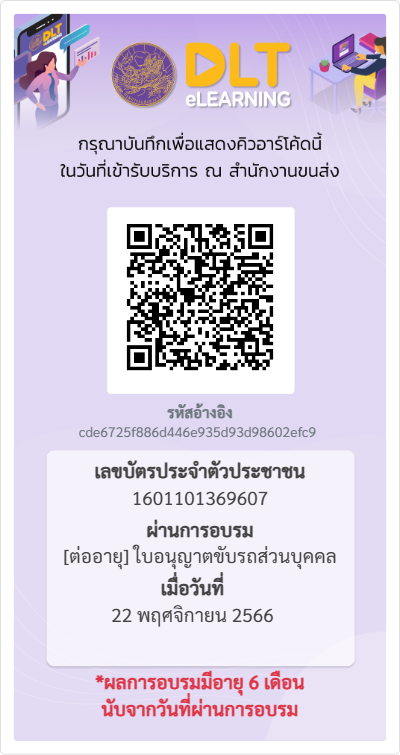 DLT
DLT
eLEARNING
กรุณาบันทึกเพื่อแสดงคิวอาร์โค้ดนี้
ในวันที่เข้ารับบริการ ณ สำนักงานขนส่ง
รหัสอ้างอิง
cde6725f886d446e935d93d98602efc9
เลขบัตรประจำตัวประชาชน
1601101369607
ผ่านการอบรม
[ต่ออายุ] ใบอนุญาตขับรถส่วนบุคคล
เมื่อวันที่
22 พฤศจิกายน 2566
*ผลการอบรมมีอายุ 6 เดือน
นับจากวันที่ผ่านการอบรม